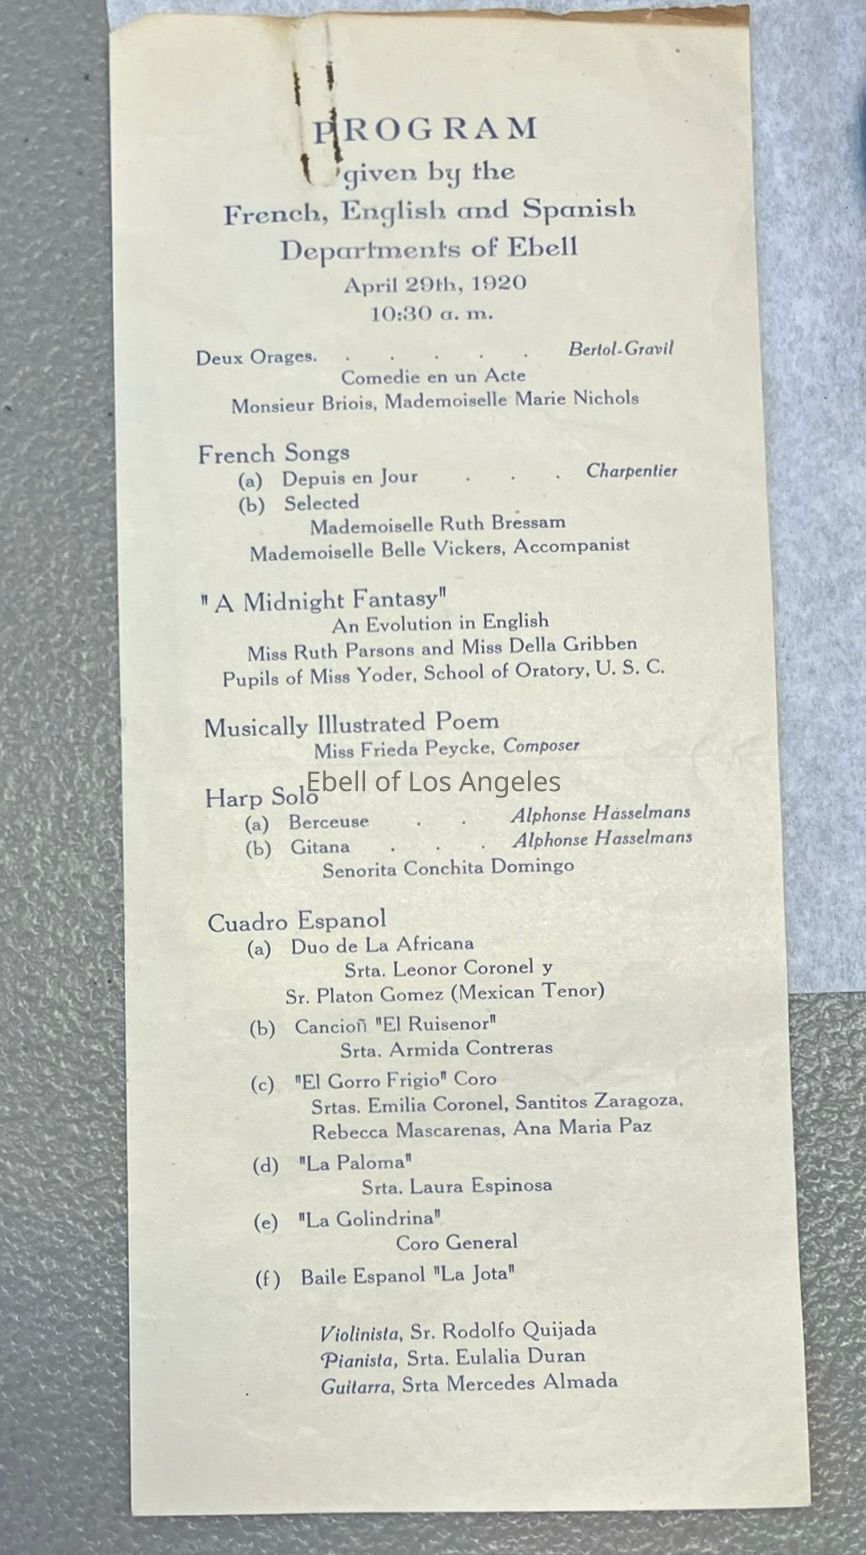 PROGRAM
given by the
French, English and Spanish
Departments of Ebell
April 29th, 1920
10:30 a. m.
Deux Orages. . . . . . Bertol-Gravil
Comedie en un Acte
Monsieur Briois, Mademoiselle Marie Nichols
French Songs
(a) Depuis en Jour . . . Charpentier
(b) Selected
Mademoiselle Ruth Bressam
Mademoiselle Belle Vickers, Accompanist
"A Midnight Fantasy"
An Evolution in English
Miss Ruth Parsons and Miss Della Gribben
Pupils of Miss Yoder, School of Oratory, U. S. C.
Musically Illustrated Poem
Miss Frieda Peycke, Composer
Ebell of Los Angeles
Harp Solo
(a) Berceuse . . Alphonse Hasselmans
(b) Gitana . . . Alphonse Hasselmans
Senorita Conchita Domingo
Cuadro Espanol
(a) Duo de La Africana
Srta. Leonor Coronel y
Sr. Platon Gomez (Mexican Tenor)
(b) Cancioñ "El Ruisenor"
Srta. Armida Contreras
(c) "El Gorro Frigio" Coro
Srtas. Emilia Coronel, Santitos Zaragoza,
Rebecca Mascarenas, Ana Maria Paz
(d) "La Paloma"
Srta. Laura Espinosa
(e) "La Golindrina"
Coro General
(f) Baile Espanol "La Jota"
Violinista, Sr. Rodolfo Quijada
Pianista, Srta. Eulalia Duran
Guitarra, Srta Mercedes Almada